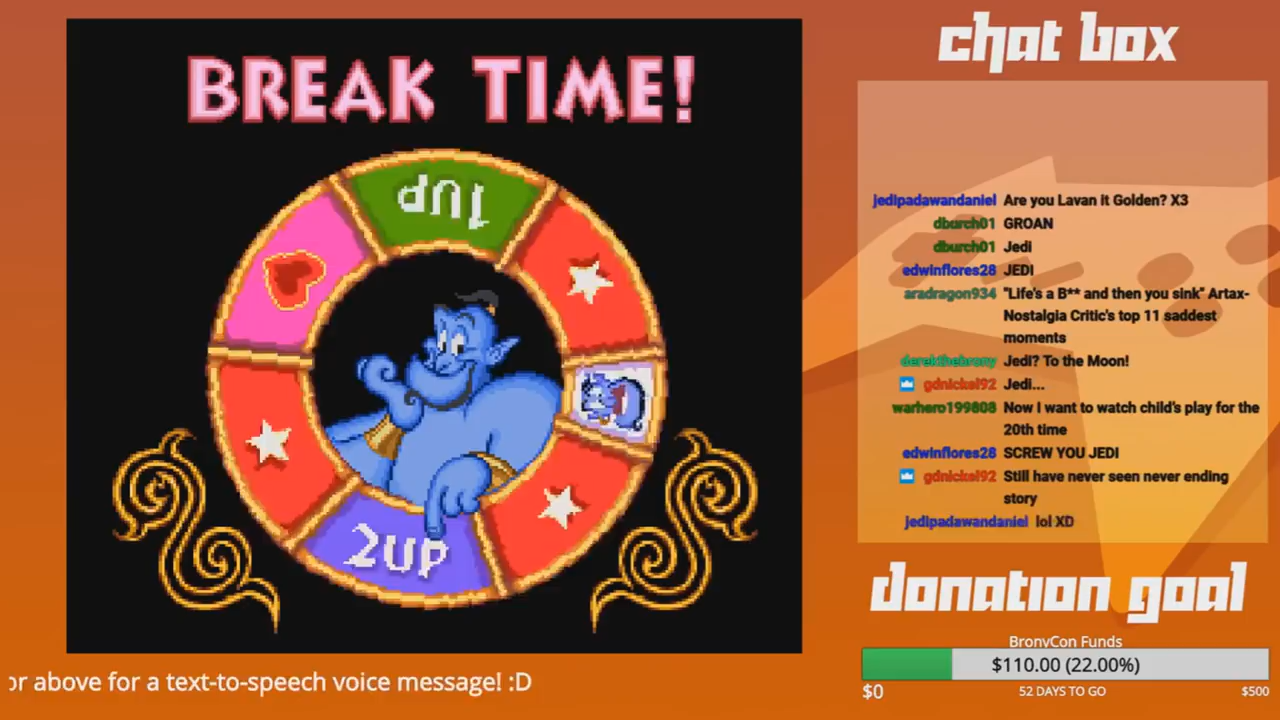 BREAK TIME!
1UP
2UP
or above for a text-to-speech voice message! :D
chat box
jedipadawandaniel Are you Lavan it Golden? X3
dburch01 GROAN
dburch01 Jedi
edwinflores28 JEDI
aradragon934 "Life's a B** and then you sink" Artax-
Nostalgia Critic's top 11 saddest
moments
derekthebrony Jedi? To the Moon!
gdnickel92 Jedi...
warhero199808 Now I want to watch child's play for the
20th time
edwinflores28 SCREW YOU JEDI
gdnickel92 Still have never seen never ending
story
jedipadawandaniel lol XD
donation goal
BronyCon Funds
$110.00 (22.00%)
$0 52 DAYS TO GO $500